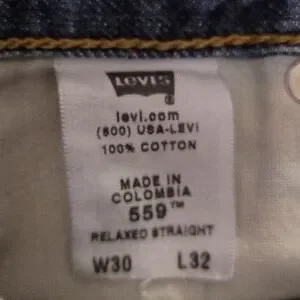 LEVI'S
®
levi.com
(800) USA-LEVI
100% COTTON
MADE IN
COLOMBIA
559™
RELAXED STRAIGHT
W30 L32